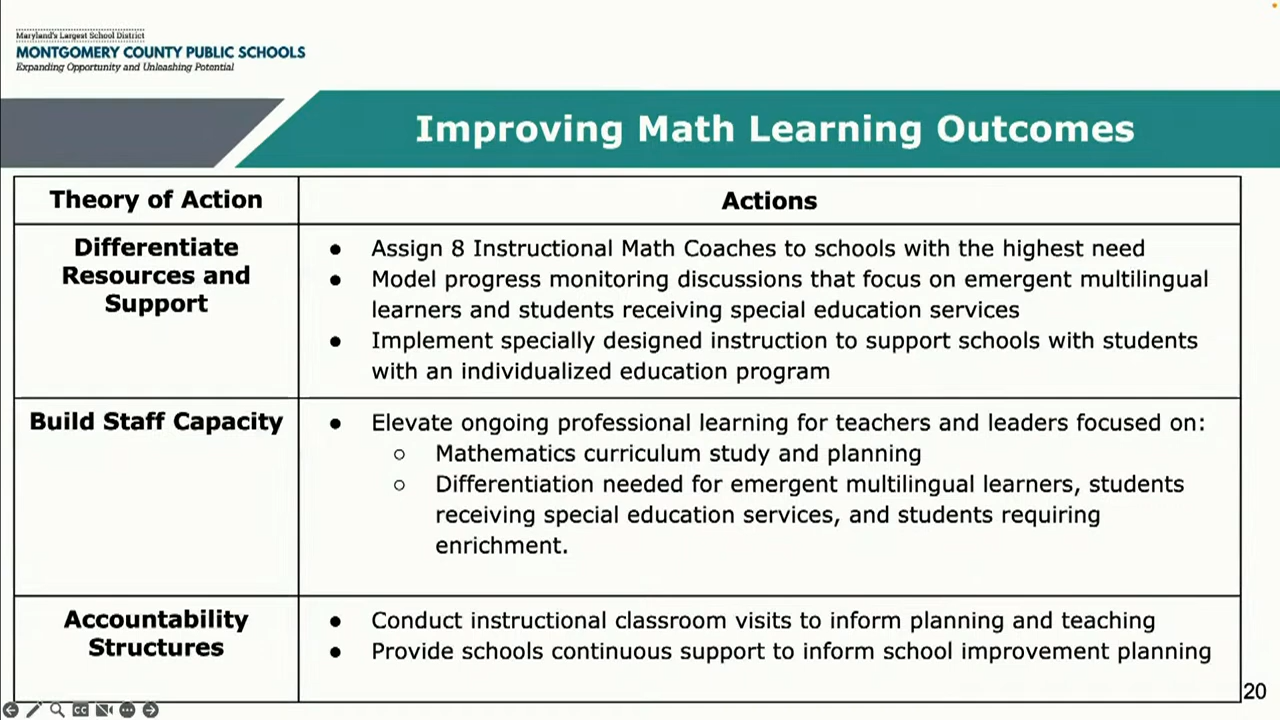 Maryland's Largest School District
MONTGOMERY COUNTY PUBLIC SCHOOLS
Expanding Opportunity and Unleashing Potential
Improving Math Learning Outcomes
Theory of Action
Actions
Differentiate
Resources and
Support
● Assign 8 Instructional Math Coaches to schools with the highest need
● Model progress monitoring discussions that focus on emergent multilingual
learners and students receiving special education services
● Implement specially designed instruction to support schools with students
with an individualized education program
Build Staff Capacity
● Elevate ongoing professional learning for teachers and leaders focused on:
○ Mathematics curriculum study and planning
○ Differentiation needed for emergent multilingual learners, students
receiving special education services, and students requiring
enrichment.
Accountability
Structures
● Conduct instructional classroom visits to inform planning and teaching
● Provide schools continuous support to inform school improvement planning
20
CC